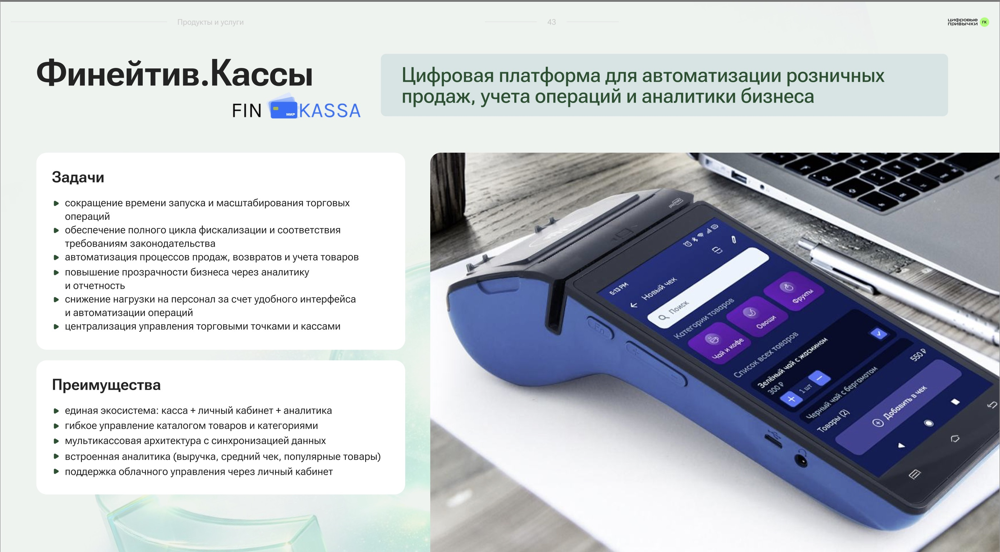 Продукты и услуги
43
цифровые
привычки
ГК
Финейтив.Кассы
FIN KASSA
МИР
Цифровая платформа для автоматизации розничных
продаж, учета операций и аналитики бизнеса
Задачи
сокращение времени запуска и масштабирования торговых
операций
обеспечение полного цикла фискализации и соответствия
требованиям законодательства
автоматизация процессов продаж, возвратов и учета товаров
повышение прозрачности бизнеса через аналитику
и отчетность
снижение нагрузки на персонал за счет удобного интерфейса
и автоматизации операций
централизация управления торговыми точками и кассами
Преимущества
единая экосистема: касса + личный кабинет + аналитика
гибкое управление каталогом товаров и категориями
мультикассовая архитектура с синхронизацией данных
встроенная аналитика (выручка, средний чек, популярные товары)
поддержка облачного управления через личный кабинет
5:13 PM
Новый чек
Поиск
Категории товаров
Чай и кофе
Овощи
Фрукты
Список всех товаров
Зелёный чай с жасмином
300 ₽
+ 1 шт −
Черный чай с бергамотом
Товары (2)
550 ₽
Добавить в чек